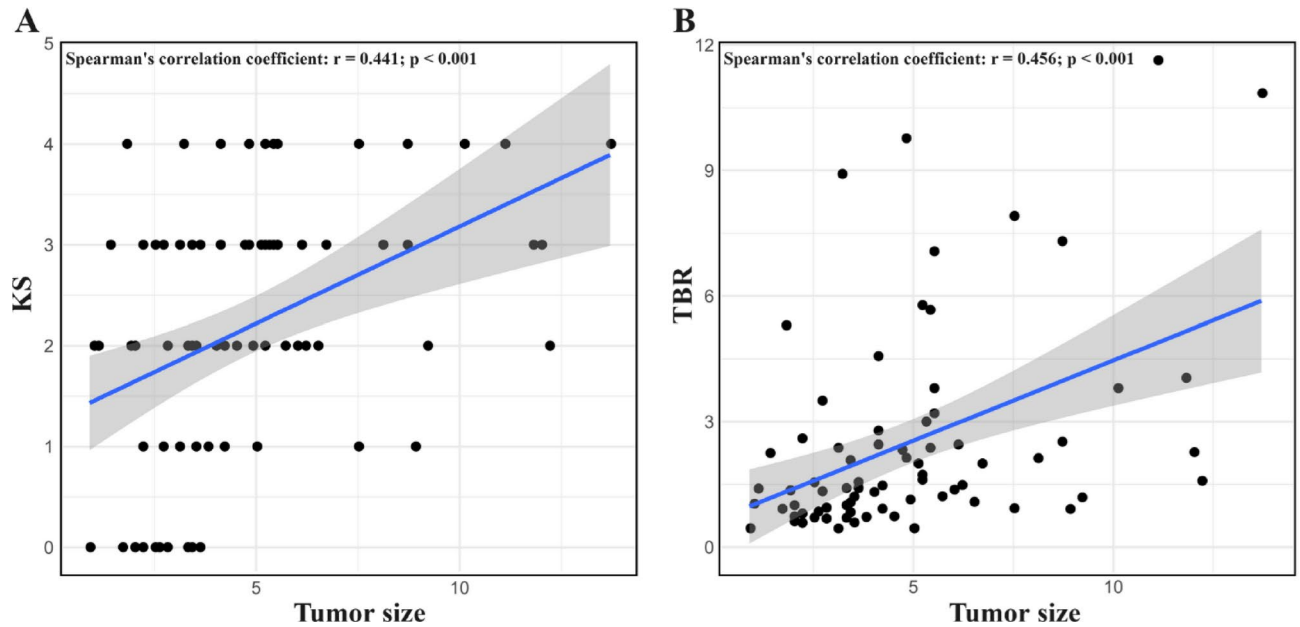 A
Spearman's correlation coefficient: r = 0.441; p < 0.001
5
4
3
2
1
0
KS
5
10
Tumor size
B
Spearman's correlation coefficient: r = 0.456; p < 0.001
12
9
6
3
0
TBR
5
10
Tumor size